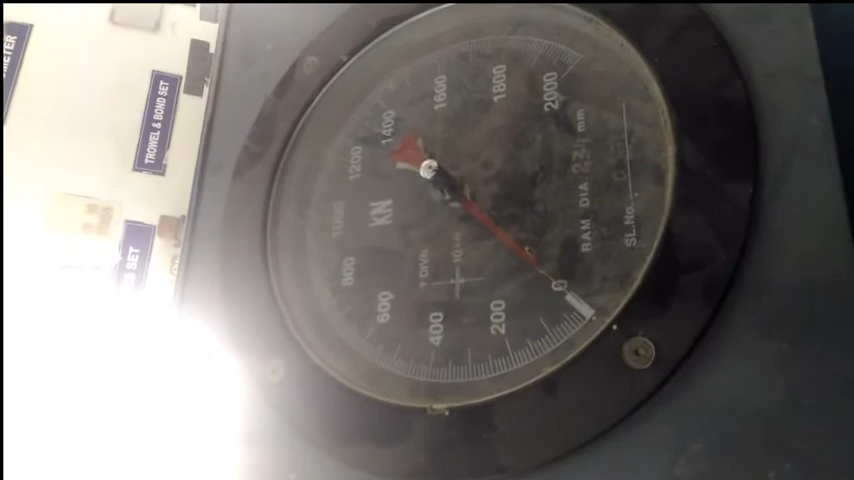 METER
TROWEL & BOND SET
SET
KN
0
200
400
600
800
1000
1200
1400
1600
1800
2000
1 DIVN.
10
RAM DIA. mm
SL.No.